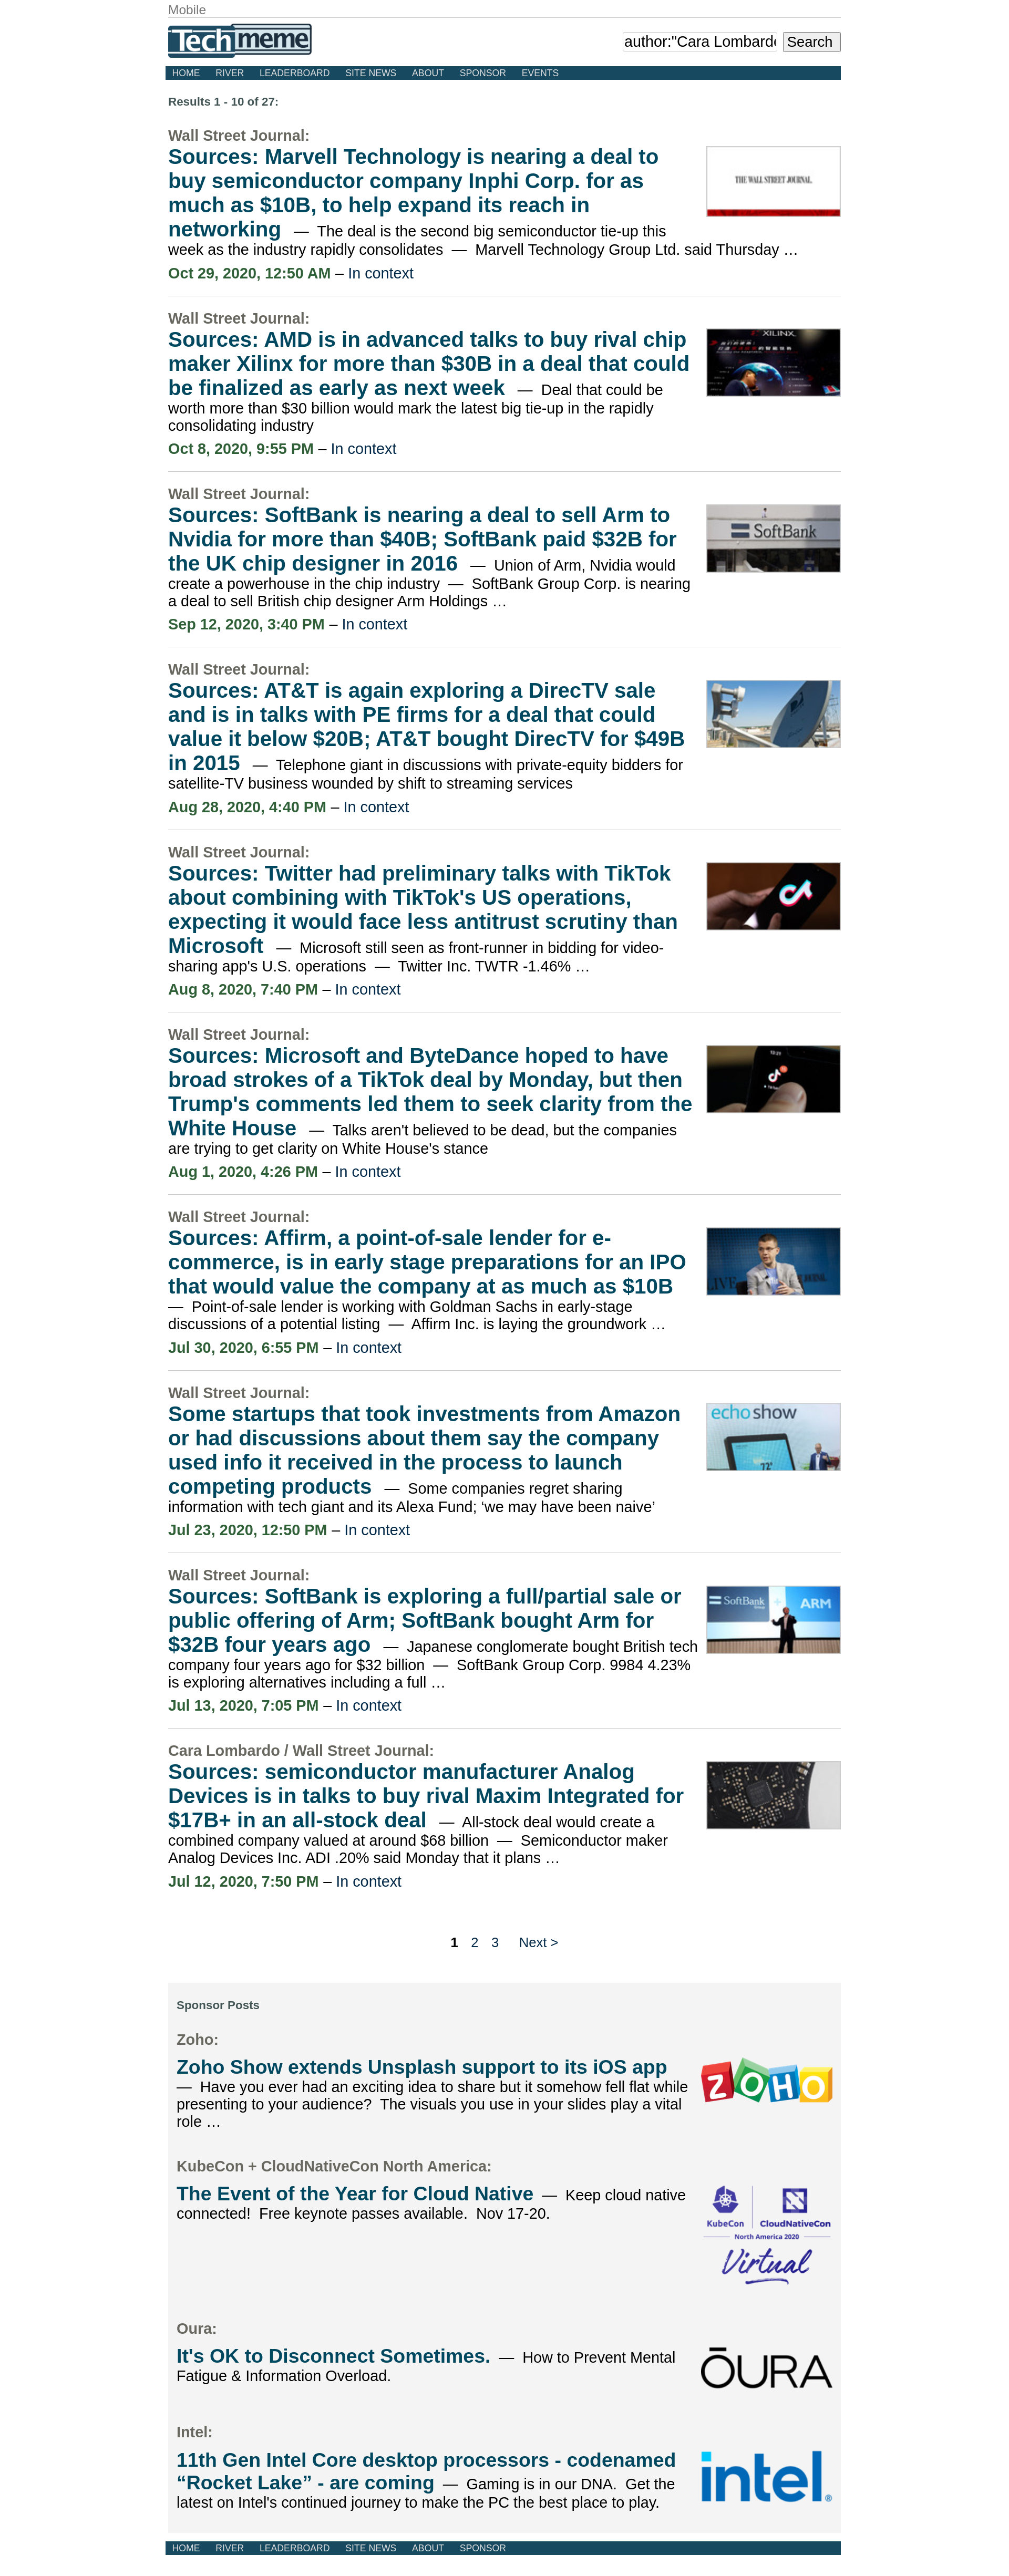 Mobile
Techmeme
author:"Cara Lombardo
Search
HOME RIVER LEADERBOARD SITE NEWS ABOUT SPONSOR EVENTS
Results 1 - 10 of 27:
Wall Street Journal:
Sources: Marvell Technology is nearing a deal to
buy semiconductor company Inphi Corp. for as
much as $10B, to help expand its reach in
networking — The deal is the second big semiconductor tie-up this
week as the industry rapidly consolidates — Marvell Technology Group Ltd. said Thursday …
THE WALL STREET JOURNAL.
Oct 29, 2020, 12:50 AM – In context
Wall Street Journal:
Sources: AMD is in advanced talks to buy rival chip
maker Xilinx for more than $30B in a deal that could
be finalized as early as next week — Deal that could be
worth more than $30 billion would mark the latest big tie-up in the rapidly
consolidating industry
XILINX
Oct 8, 2020, 9:55 PM – In context
Wall Street Journal:
Sources: SoftBank is nearing a deal to sell Arm to
Nvidia for more than $40B; SoftBank paid $32B for
the UK chip designer in 2016 — Union of Arm, Nvidia would
create a powerhouse in the chip industry — SoftBank Group Corp. is nearing
a deal to sell British chip designer Arm Holdings …
SoftBank
Sep 12, 2020, 3:40 PM – In context
Wall Street Journal:
Sources: AT&T is again exploring a DirecTV sale
and is in talks with PE firms for a deal that could
value it below $20B; AT&T bought DirecTV for $49B
in 2015 — Telephone giant in discussions with private-equity bidders for
satellite-TV business wounded by shift to streaming services
Aug 28, 2020, 4:40 PM – In context
Wall Street Journal:
Sources: Twitter had preliminary talks with TikTok
about combining with TikTok's US operations,
expecting it would face less antitrust scrutiny than
Microsoft — Microsoft still seen as front-runner in bidding for video-
sharing app's U.S. operations — Twitter Inc. TWTR -1.46% …
Aug 8, 2020, 7:40 PM – In context
Wall Street Journal:
Sources: Microsoft and ByteDance hoped to have
broad strokes of a TikTok deal by Monday, but then
Trump's comments led them to seek clarity from the
White House — Talks aren't believed to be dead, but the companies
are trying to get clarity on White House's stance
Aug 1, 2020, 4:26 PM – In context
Wall Street Journal:
Sources: Affirm, a point-of-sale lender for e-
commerce, is in early stage preparations for an IPO
that would value the company at as much as $10B
— Point-of-sale lender is working with Goldman Sachs in early-stage
discussions of a potential listing — Affirm Inc. is laying the groundwork …
Jul 30, 2020, 6:55 PM – In context
Wall Street Journal:
Some startups that took investments from Amazon
or had discussions about them say the company
used info it received in the process to launch
competing products — Some companies regret sharing
information with tech giant and its Alexa Fund; ‘we may have been naive’
echo show
Jul 23, 2020, 12:50 PM – In context
Wall Street Journal:
Sources: SoftBank is exploring a full/partial sale or
public offering of Arm; SoftBank bought Arm for
$32B four years ago — Japanese conglomerate bought British tech
company four years ago for $32 billion — SoftBank Group Corp. 9984 4.23%
is exploring alternatives including a full …
SoftBank + ARM
Jul 13, 2020, 7:05 PM – In context
Cara Lombardo / Wall Street Journal:
Sources: semiconductor manufacturer Analog
Devices is in talks to buy rival Maxim Integrated for
$17B+ in an all-stock deal — All-stock deal would create a
combined company valued at around $68 billion — Semiconductor maker
Analog Devices Inc. ADI .20% said Monday that it plans …
Jul 12, 2020, 7:50 PM – In context
1 2 3 Next >
Sponsor Posts
Zoho:
Zoho Show extends Unsplash support to its iOS app
— Have you ever had an exciting idea to share but it somehow fell flat while
presenting to your audience? The visuals you use in your slides play a vital
role …
ZOHO
KubeCon + CloudNativeCon North America:
The Event of the Year for Cloud Native — Keep cloud native
connected! Free keynote passes available. Nov 17-20.
KubeCon CloudNativeCon
North America 2020
Virtual
Oura:
It's OK to Disconnect Sometimes. — How to Prevent Mental
Fatigue & Information Overload.
ŌURA
Intel:
11th Gen Intel Core desktop processors - codenamed
“Rocket Lake” - are coming — Gaming is in our DNA. Get the
latest on Intel's continued journey to make the PC the best place to play.
intel®
HOME RIVER LEADERBOARD SITE NEWS ABOUT SPONSOR